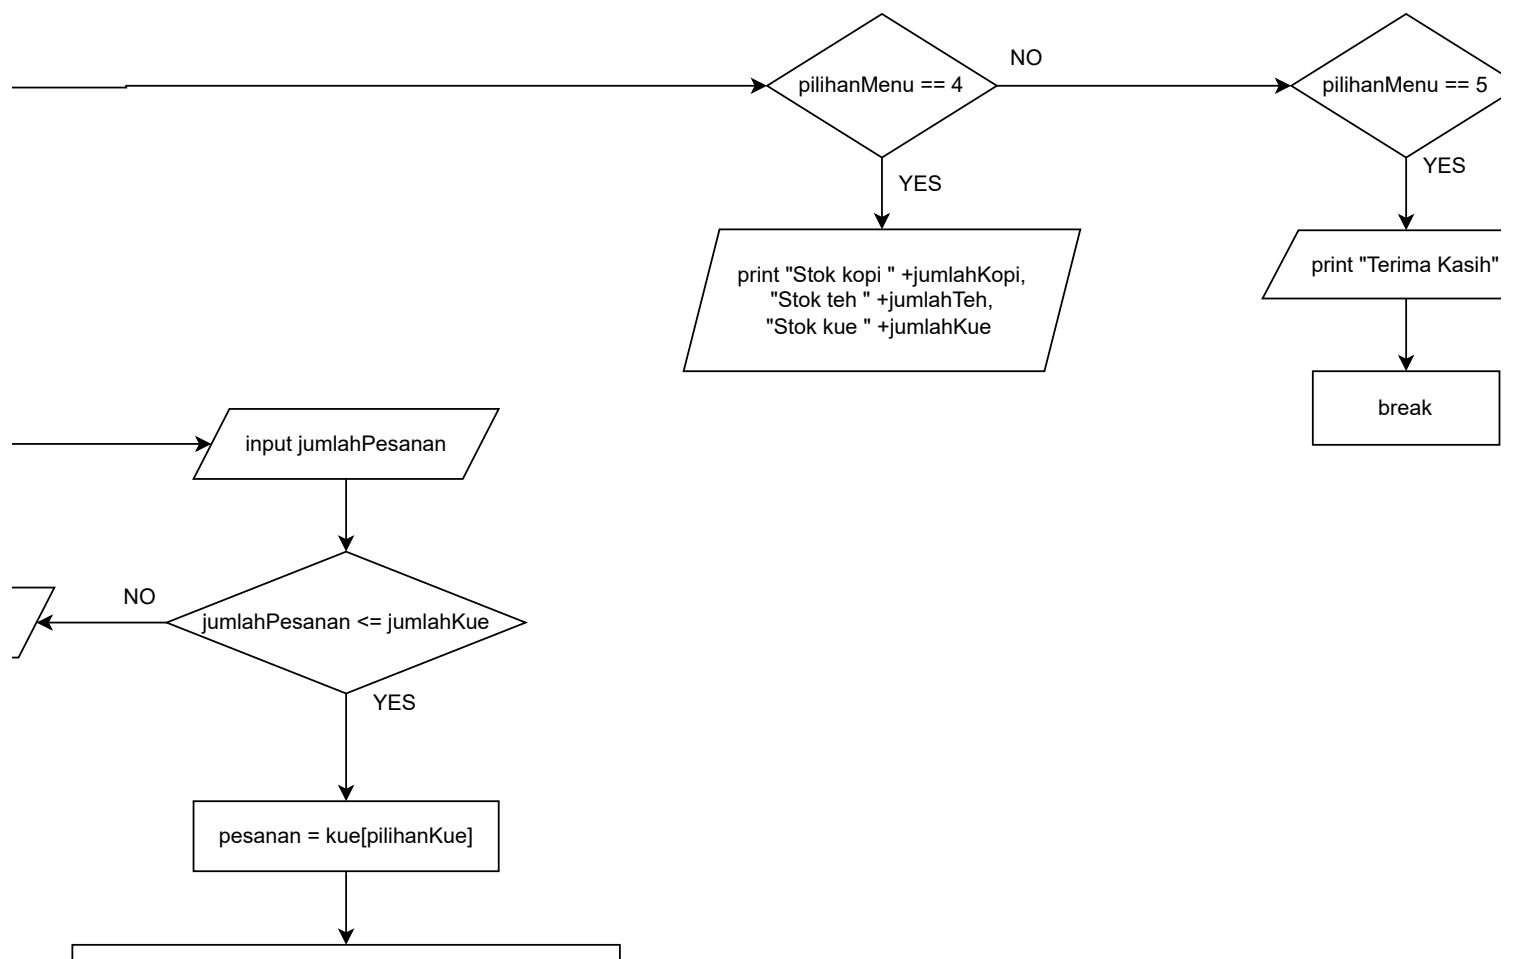 pilihanMenu == 4
NO
pilihanMenu == 5
YES
YES
print "Stok kopi " +jumlahKopi,
"Stok teh " +jumlahTeh,
"Stok kue " +jumlahKue
print "Terima Kasih"
break
input jumlahPesanan
NO
jumlahPesanan <= jumlahKue
YES
pesanan = kue[pilihanKue]